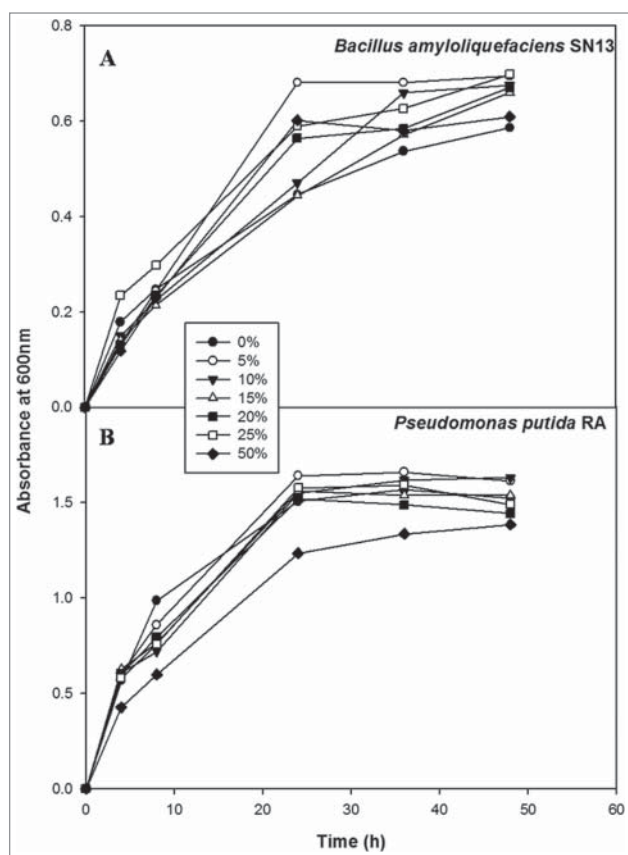 0.8
A
Bacillus amyloliquefaciens SN13
0.6
0.4
0.2
0.0
0%
5%
10%
15%
20%
25%
50%
Absorbance at 600nm
B
Pseudomonas putida RA
1.5
1.0
0.5
0.0
0 10 20 30 40 50 60
Time (h)